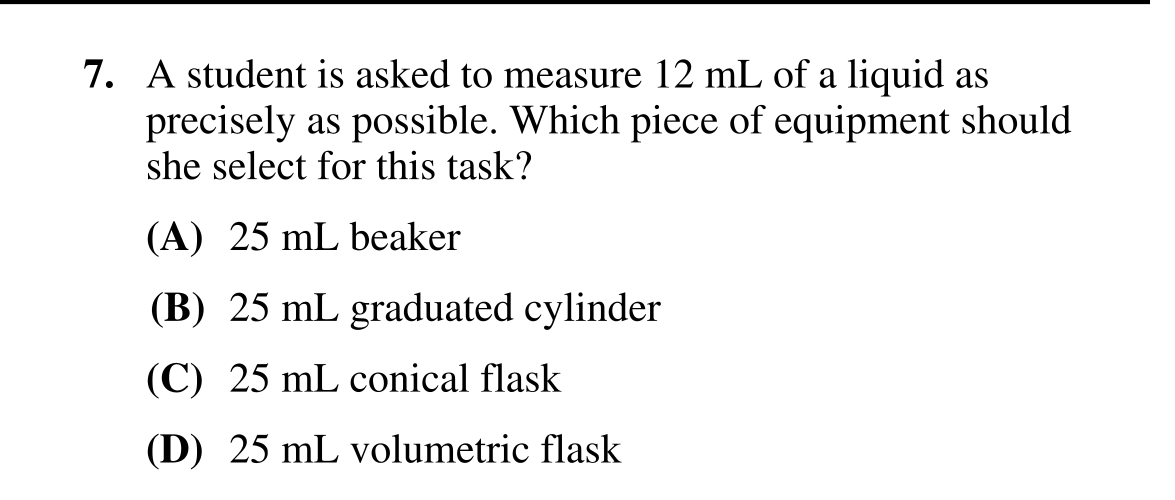 7. A student is asked to measure 12 mL of a liquid as
precisely as possible. Which piece of equipment should
she select for this task?
(A) 25 mL beaker
(B) 25 mL graduated cylinder
(C) 25 mL conical flask
(D) 25 mL volumetric flask